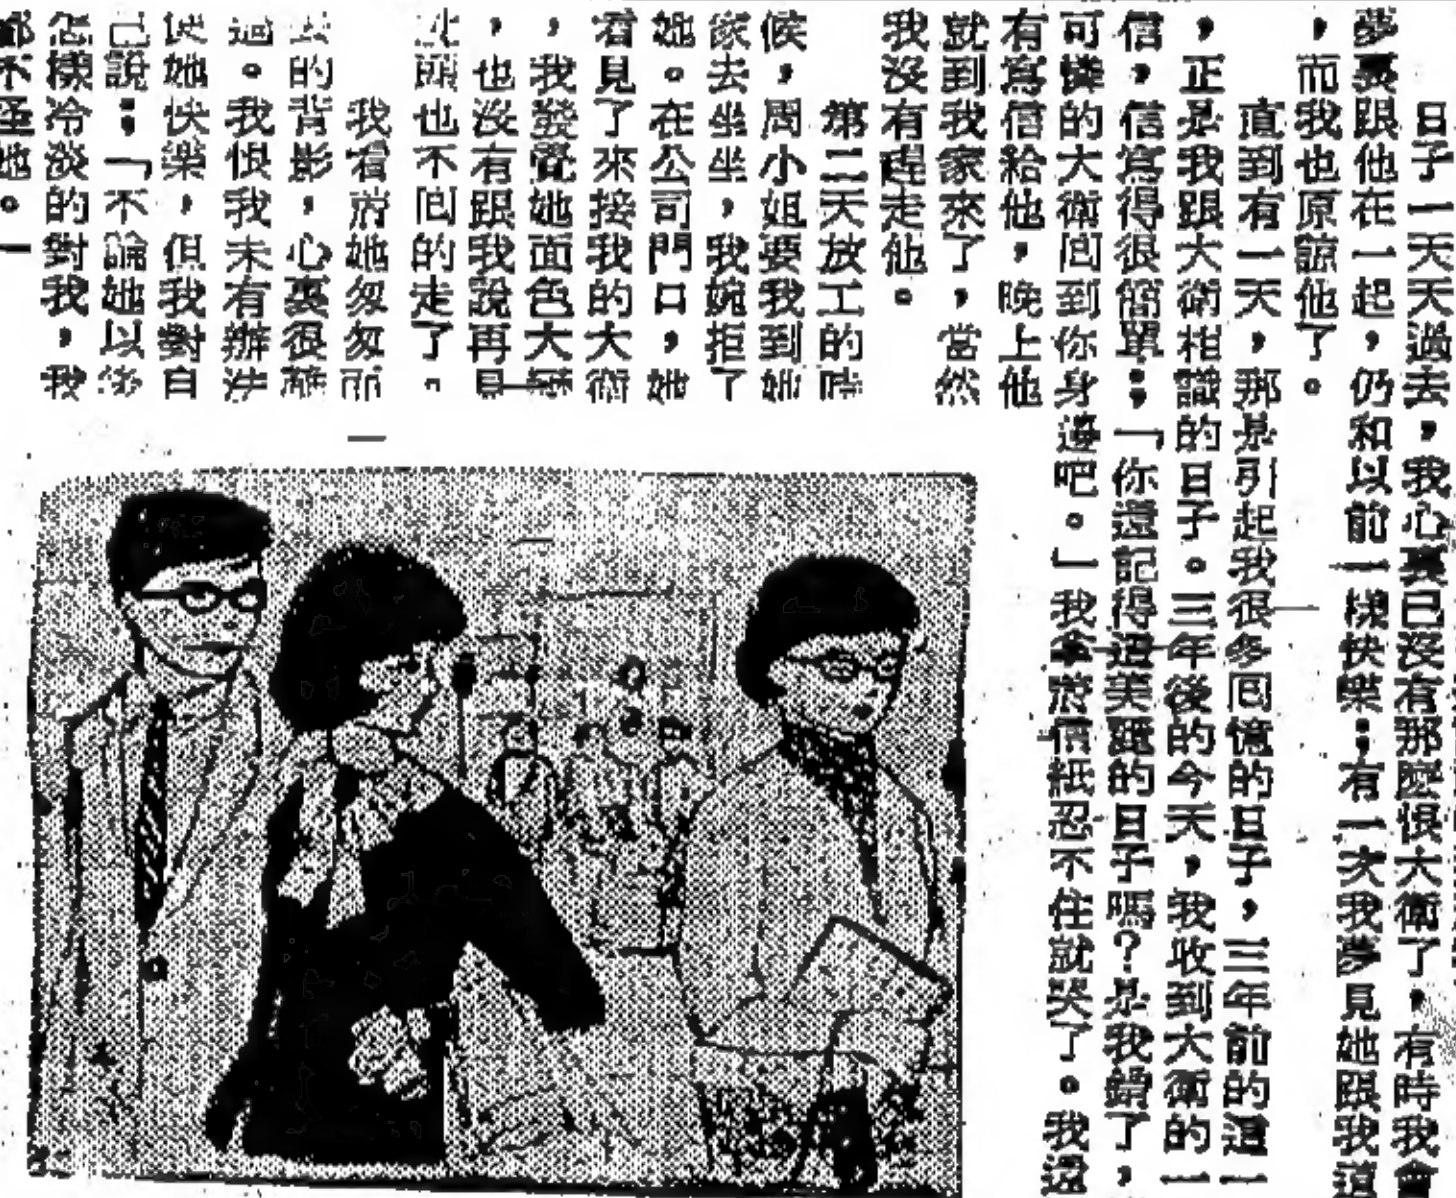 日子一天天過去，我心裏已沒有那麼恨大衛了，有時我會
夢裏跟他在一起，仍和以前一樣快樂；有一次我夢見她跟我道
，而我也原諒他了。
直到有一天，那是引起我很多回憶的日子，三年前的這一
，正是我跟大衛相識的日子。三年後的今天，我收到大衛的一
信，信寫得很簡單：「你還記得這美麗的日子嗎？是我錯了，
可憐的大衛回到你身邊吧。」我拿着信紙忍不住就哭了。我還
有寫信給他，晚上他
就到我家來了，當然
我沒有趕走他。
第二天放工的時
候，周小姐要我到她
家去坐坐，我婉拒了
她。在公司門口，她
看見了來接我的大衛
，我發覺她面色大變
，也沒有跟我說再見
，頭也不回的走了。
我看着她匆匆而
去的背影，心裏很難
過。我恨我未有辦法
使她快樂，但我對自
己說：「不論她以後
怎樣冷淡的對我，我
都不怪她。」